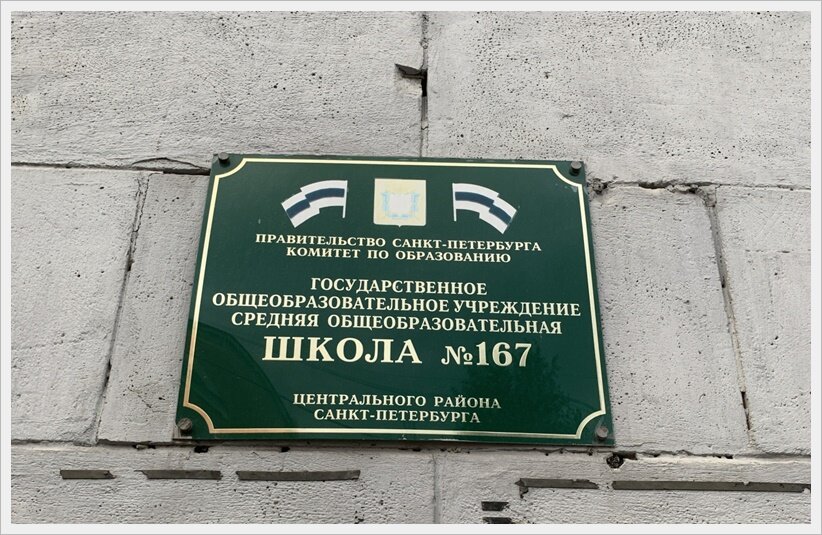 ПРАВИТЕЛЬСТВО САНКТ-ПЕТЕРБУРГА
КОМИТЕТ ПО ОБРАЗОВАНИЮ
ГОСУДАРСТВЕННОЕ
ОБЩЕОБРАЗОВАТЕЛЬНОЕ УЧРЕЖДЕНИЕ
СРЕДНЯЯ ОБЩЕОБРАЗОВАТЕЛЬНАЯ
ШКОЛА №167
ЦЕНТРАЛЬНОГО РАЙОНА
САНКТ-ПЕТЕРБУРГА